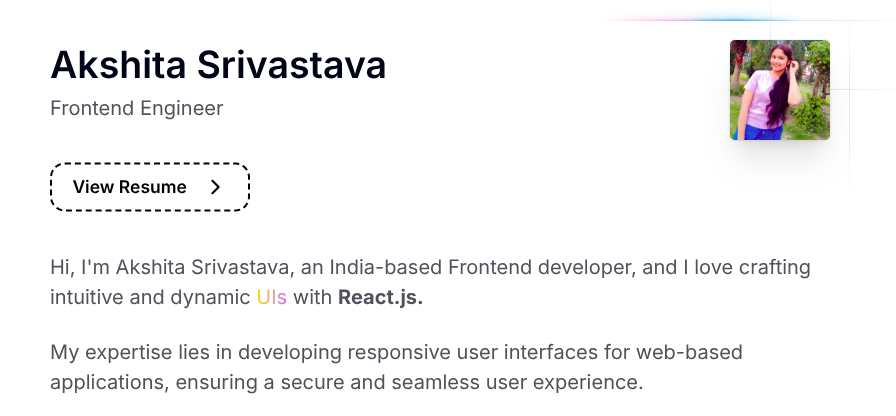 Akshita Srivastava
Frontend Engineer
View Resume
Hi, I'm Akshita Srivastava, an India-based Frontend developer, and I love crafting
intuitive and dynamic UIs with React.js.
My expertise lies in developing responsive user interfaces for web-based
applications, ensuring a secure and seamless user experience.